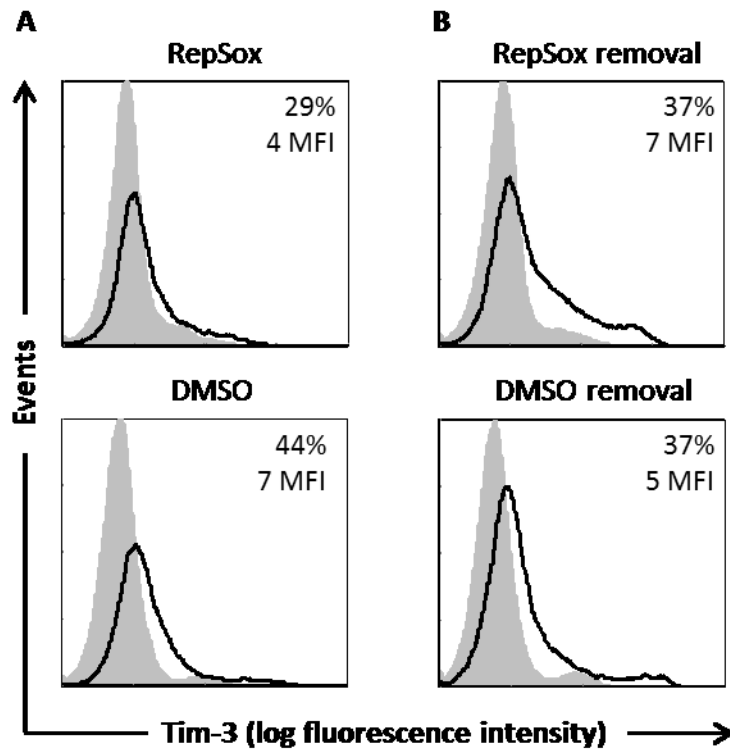 A
B
RepSox
RepSox removal
29%
4 MFI
37%
7 MFI
DMSO
DMSO removal
44%
7 MFI
37%
5 MFI
Events
Tim-3 (log fluorescence intensity)